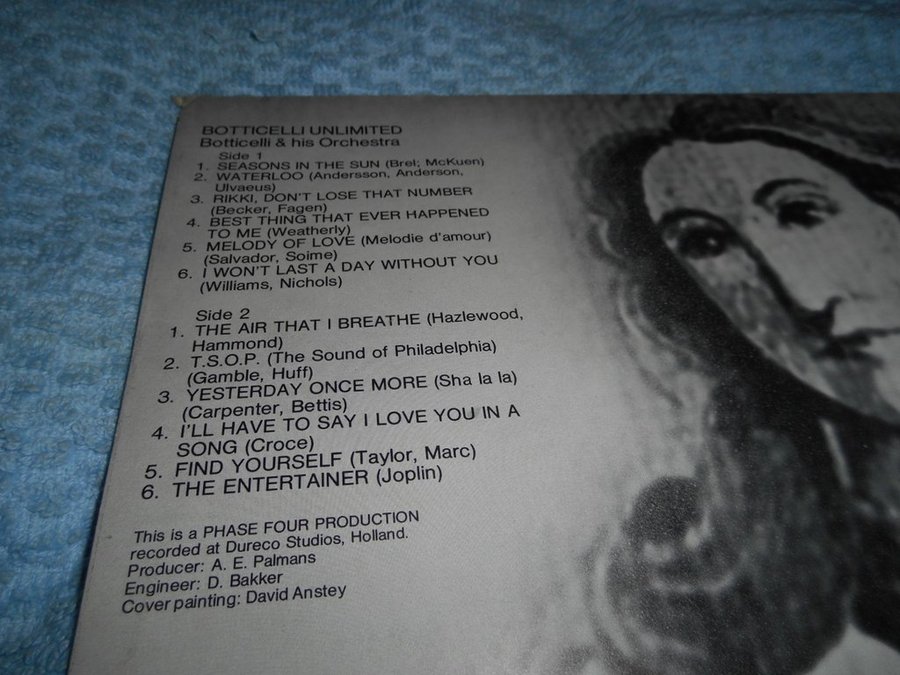 BOTTICELLI UNLIMITED
Botticelli & his Orchestra
Side 1
1. SEASONS IN THE SUN (Brel; McKuen)
2. WATERLOO (Andersson, Anderson,
Ulvaeus)
3. RIKKI, DON'T LOSE THAT NUMBER
(Becker, Fagen)
4. BEST THING THAT EVER HAPPENED
TO ME (Weatherly)
5. MELODY OF LOVE (Melodie d'amour)
(Salvador, Soime)
6. I WON'T LAST A DAY WITHOUT YOU
(Williams, Nichols)
Side 2
1. THE AIR THAT I BREATHE (Hazlewood,
Hammond)
2. T.S.O.P. (The Sound of Philadelphia)
(Gamble, Huff)
3. YESTERDAY ONCE MORE (Sha la la)
(Carpenter, Bettis)
4. I'LL HAVE TO SAY I LOVE YOU IN A
SONG (Croce)
5. FIND YOURSELF (Taylor, Marc)
6. THE ENTERTAINER (Joplin)
This is a PHASE FOUR PRODUCTION
recorded at Dureco Studios, Holland.
Producer: A. E. Palmans
Engineer: D. Bakker
Cover painting: David Anstey